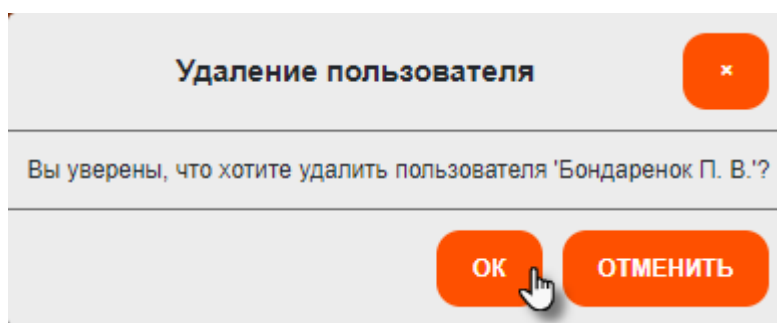 Удаление пользователя
×
Вы уверены, что хотите удалить пользователя 'Бондаренок П. В.'?
ОК ОТМЕНИТЬ